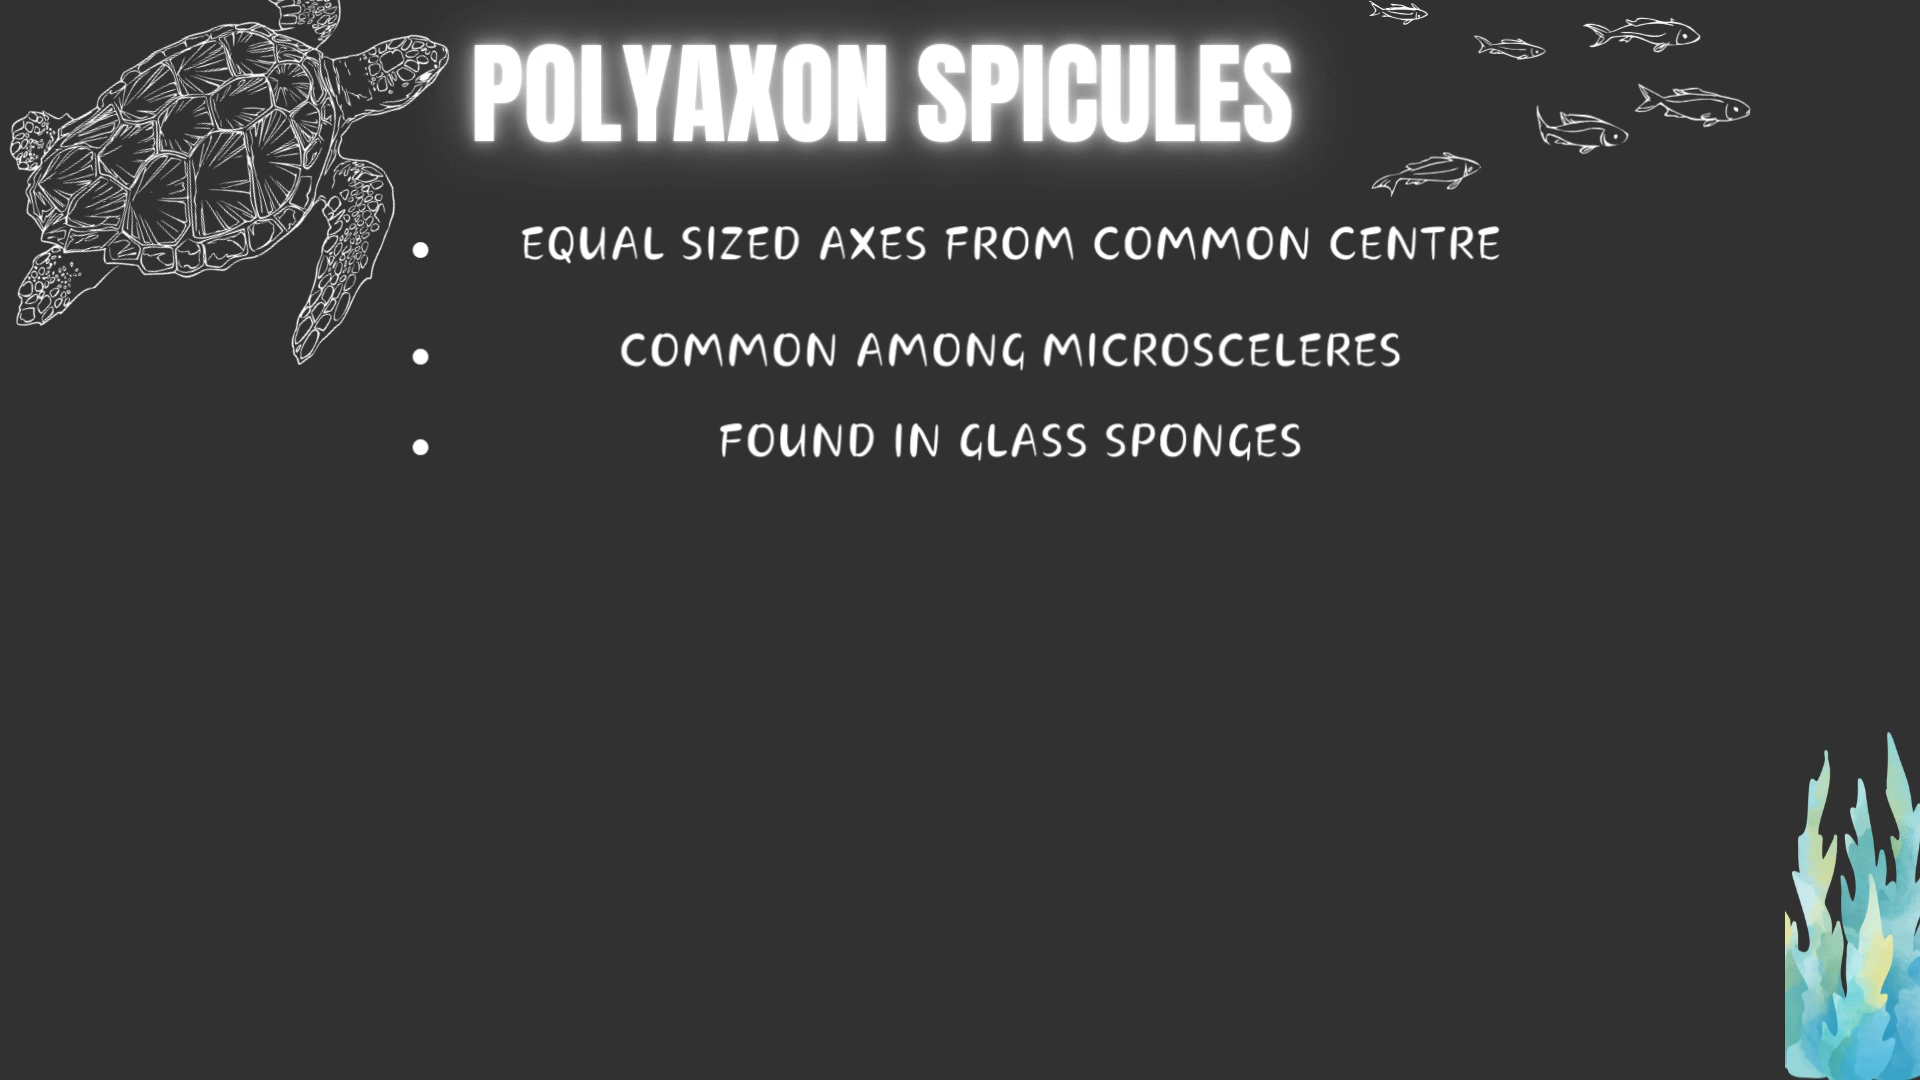 POLYAXON SPICULES
• EQUAL SIZED AXES FROM COMMON CENTRE
• COMMON AMONG MICROSCELERES
• FOUND IN GLASS SPONGES